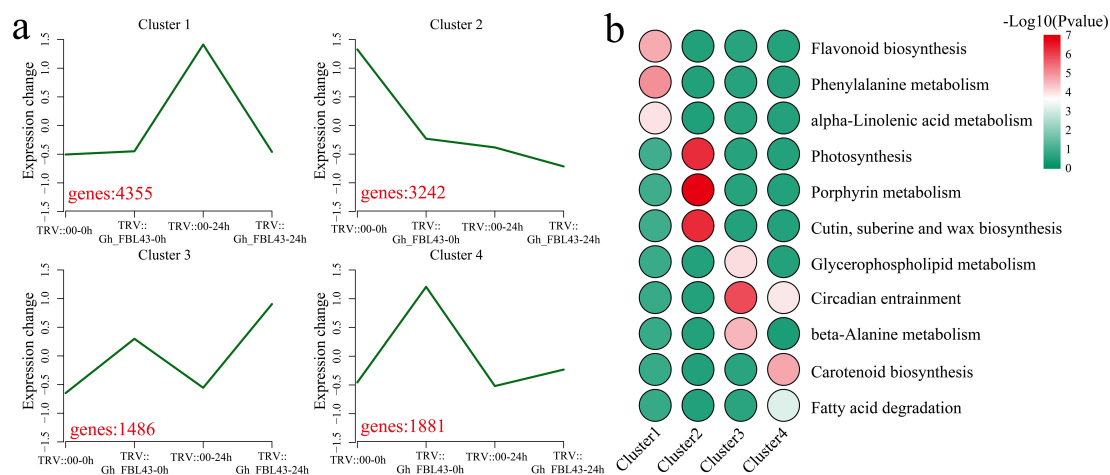 a
Cluster 1
Expression change
1.5
1.0
0.5
0.0
−0.5
−1.0
−1.5
genes:4355
TRV::00-0h
TRV::
Gh_FBL43-0h
TRV::00-24h
TRV::
Gh_FBL43-24h
Cluster 2
Expression change
1.5
1.0
0.5
0.0
−0.5
−1.0
−1.5
genes:3242
TRV::00-0h
TRV::
Gh_FBL43-0h
TRV::00-24h
TRV::
Gh_FBL43-24h
Cluster 3
Expression change
1.5
1.0
0.5
0.0
−0.5
−1.0
−1.5
genes:1486
TRV::00-0h
TRV::
Gh_FBL43-0h
TRV::00-24h
TRV::
Gh_FBL43-24h
Cluster 4
Expression change
1.5
1.0
0.5
0.0
−0.5
−1.0
−1.5
genes:1881
TRV::00-0h
TRV::
Gh_FBL43-0h
TRV::00-24h
TRV::
Gh_FBL43-24h
b
-Log10(Pvalue)
7
6
5
4
3
2
1
0
Flavonoid biosynthesis
Phenylalanine metabolism
alpha-Linolenic acid metabolism
Photosynthesis
Porphyrin metabolism
Cutin, suberine and wax biosynthesis
Glycerophospholipid metabolism
Circadian entrainment
beta-Alanine metabolism
Carotenoid biosynthesis
Fatty acid degradation
Cluster1
Cluster2
Cluster3
Cluster4